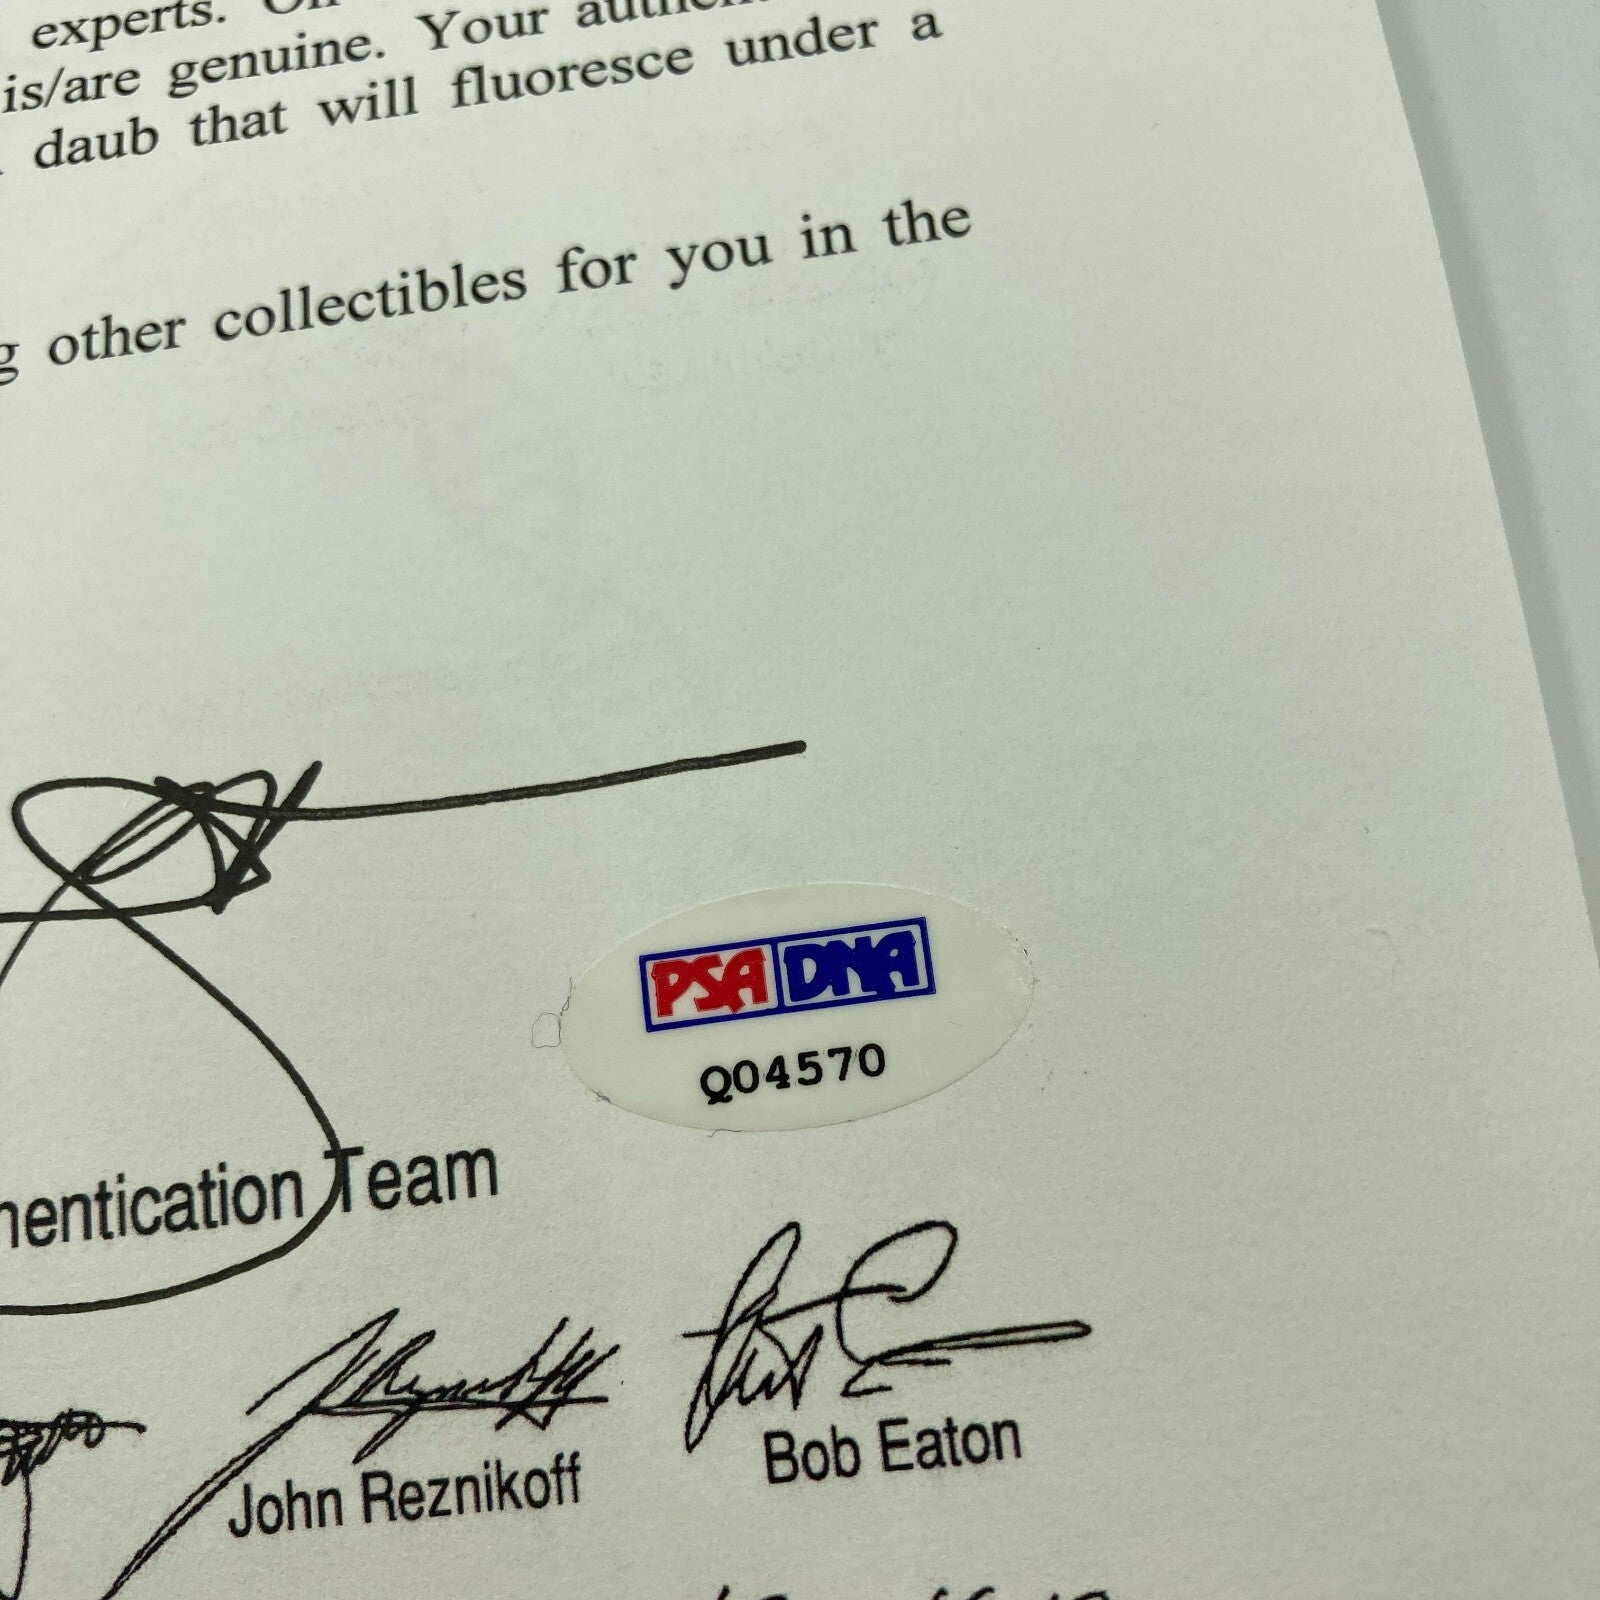 experts.
is/are genuine. Your
daub that will fluoresce under a
other collectibles for you in the
PSA DNA
Q04570
Team
John Reznikoff
Bob Eaton